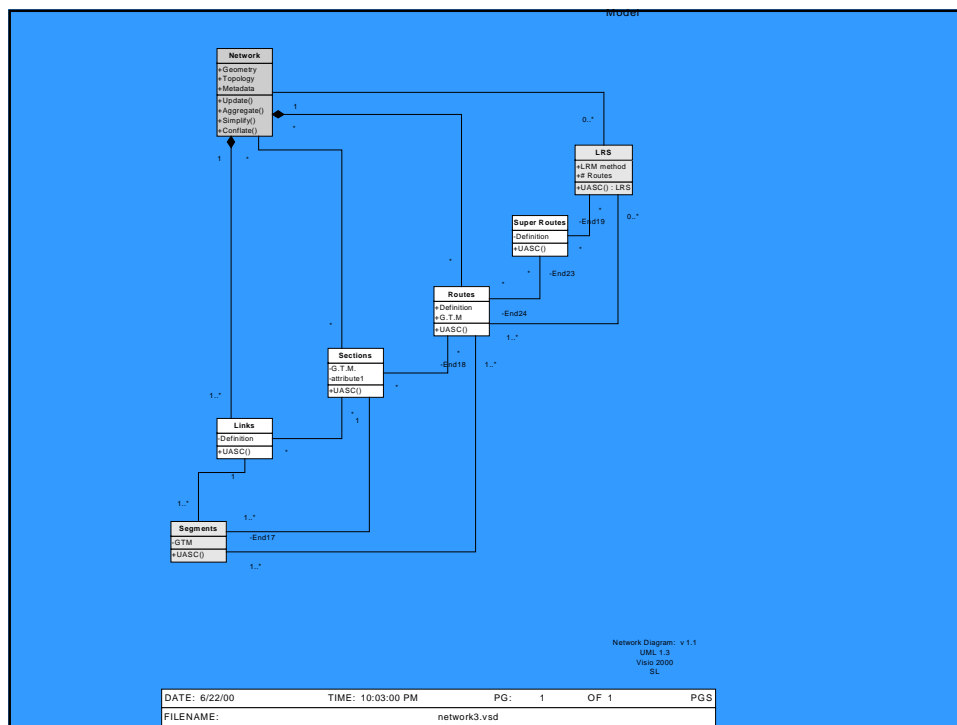 Model
Network
+Geometry
+Topology
+Metadata
+Update()
+Aggregate()
+Simplify()
+Conflate()
1
*
1
*
0..*
LRS
+LRM method
+# Routes
+UASC() : LRS
*
-End19
0..*
Super Routes
-Definition
+UASC()
*
*
-End23
*
Routes
+Definition
+G.T.M
+UASC()
*
-End24
1..*
*
-End18
1..*
*
Sections
-G.T.M.
-attribute1
+UASC()
*
*
1
1..*
Links
-Definition
+UASC()
*
1
1..*
1..*
Segments
-GTM
+UASC()
-End17
1..*
Network Diagram: v 1.1
UML 1.3
Visio 2000
SL
DATE: 6/22/00 TIME: 10:03:00 PM PG: 1 OF 1 PGS
FILENAME: network3.vsd